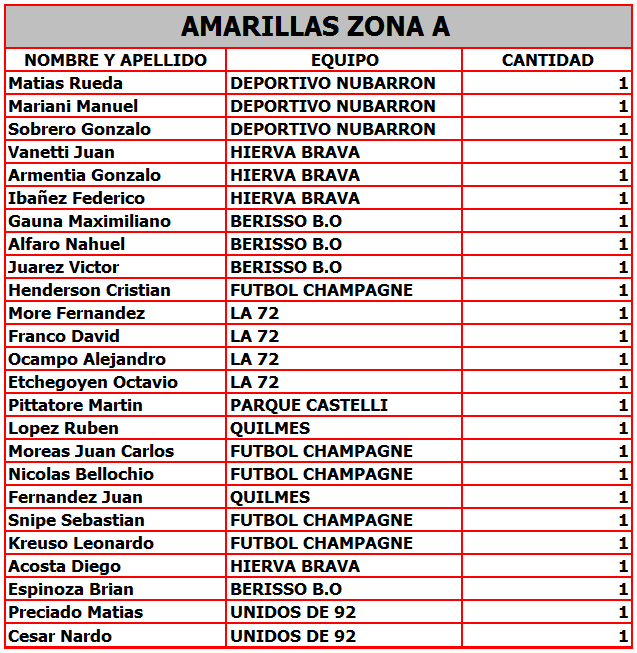 AMARILLAS ZONA A
NOMBRE Y APELLIDO EQUIPO CANTIDAD
Matias Rueda DEPORTIVO NUBARRON 1
Mariani Manuel DEPORTIVO NUBARRON 1
Sobrero Gonzalo DEPORTIVO NUBARRON 1
Vanetti Juan HIERVA BRAVA 1
Armentia Gonzalo HIERVA BRAVA 1
Ibañez Federico HIERVA BRAVA 1
Gauna Maximiliano BERISSO B.O 1
Alfaro Nahuel BERISSO B.O 1
Juarez Victor BERISSO B.O 1
Henderson Cristian FUTBOL CHAMPAGNE 1
More Fernandez LA 72 1
Franco David LA 72 1
Ocampo Alejandro LA 72 1
Etchegoyen Octavio LA 72 1
Pittatore Martin PARQUE CASTELLI 1
Lopez Ruben QUILMES 1
Moreas Juan Carlos FUTBOL CHAMPAGNE 1
Nicolas Bellochio FUTBOL CHAMPAGNE 1
Fernandez Juan QUILMES 1
Snipe Sebastian FUTBOL CHAMPAGNE 1
Kreuso Leonardo FUTBOL CHAMPAGNE 1
Acosta Diego HIERVA BRAVA 1
Espinoza Brian BERISSO B.O 1
Preciado Matias UNIDOS DE 92 1
Cesar Nardo UNIDOS DE 92 1